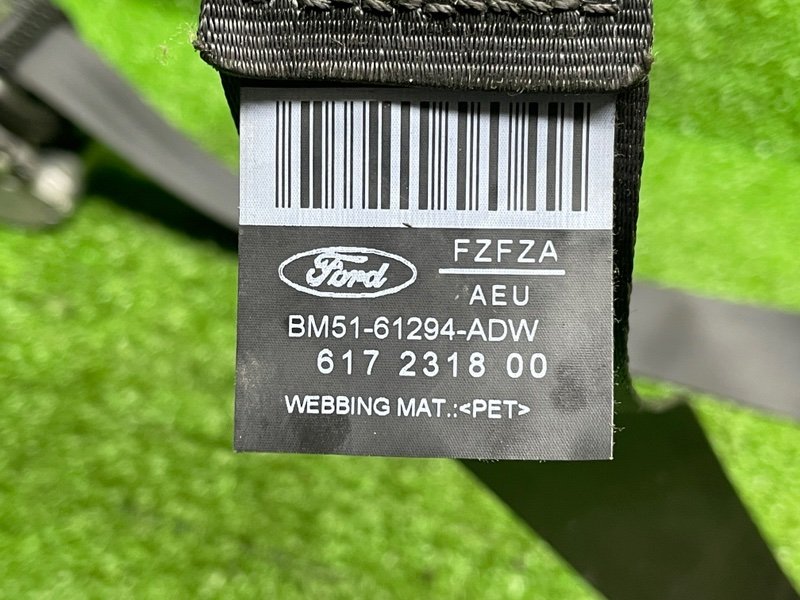 Ford
FZFZA
AEU
BM51-61294-ADW
617 2318 00
WEBBING MAT.:<PET>